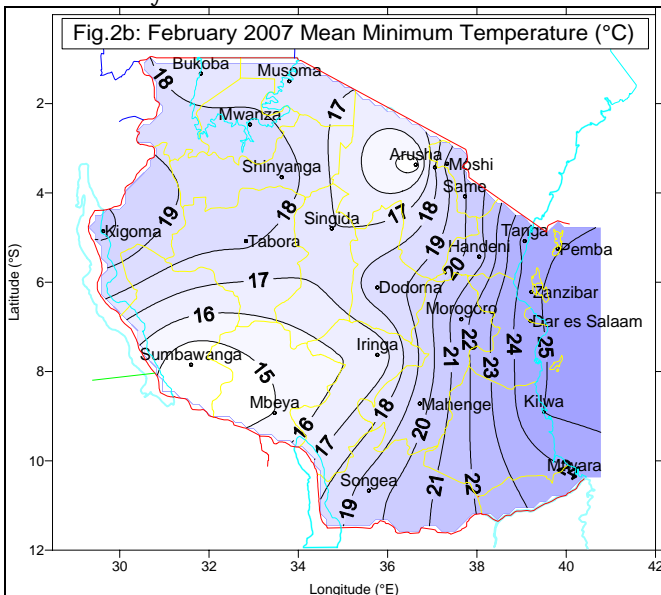 Fig.2b: February 2007 Mean Minimum Temperature (°C)
Bukoba
Musoma
18
17
2
Mwanza
Arusha
Moshi
Shinyanga
4
Same
19
18
17
18
Singida
Kigoma
Tabora
19
Tanga
Handeni
Pemba
20
17
6
Dodoma
Zanzibar
16
Morogoro
Dar es Salaam
22
24
25
Sumbawanga
15
Iringa
21
23
8
Mbeya
18
Mahenge
Kilwa
16
20
17
10
Mtwara
24
Songea
19
21
22
12
30
32
34
36
38
40
42
Latitude (°S)
Longitude (°E)